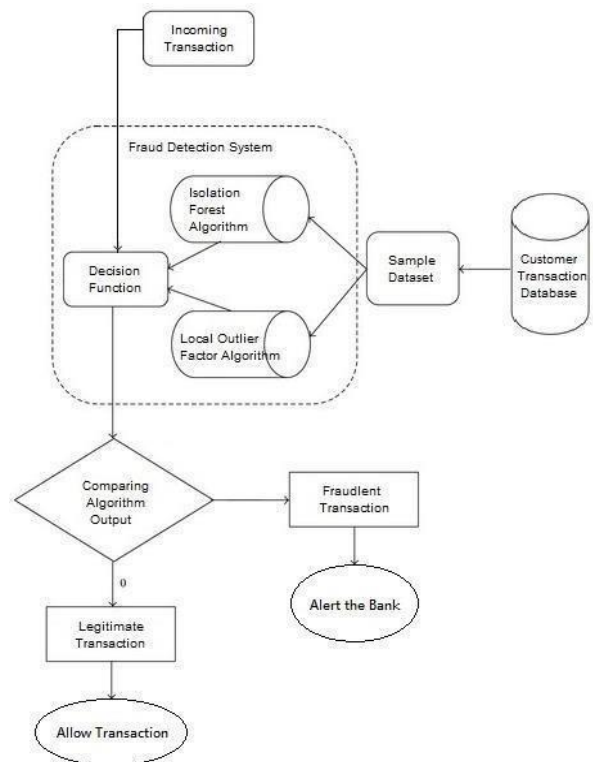 Incoming
Transaction
Fraud Detection System
Isolation
Forest
Algorithm
Decision
Function
Sample
Dataset
Customer
Transaction
Database
Local Outlier
Factor Algorithm
Comparing
Algorithm
Output
Fraudlent
Transaction
0
Alert the Bank
Legitimate
Transaction
Allow Transaction